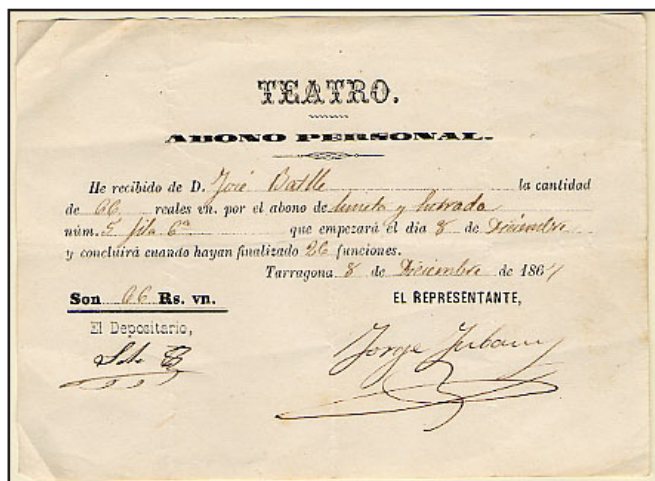 TEATRO.
ABONO PERSONAL.
He recibido de D. José Batlle la cantidad
de 66 reales vn. por el abono de luneta y Entrada
núm. 5 fila 6ª que empezará el dia 8 de Diciembre
y concluirá cuando hayan finalizado 26 funciones.
Tarragona 8 de Diciembre de 186
Son 66 Rs. vn.
EL REPRESENTANTE,
El Depositario,
Jorge